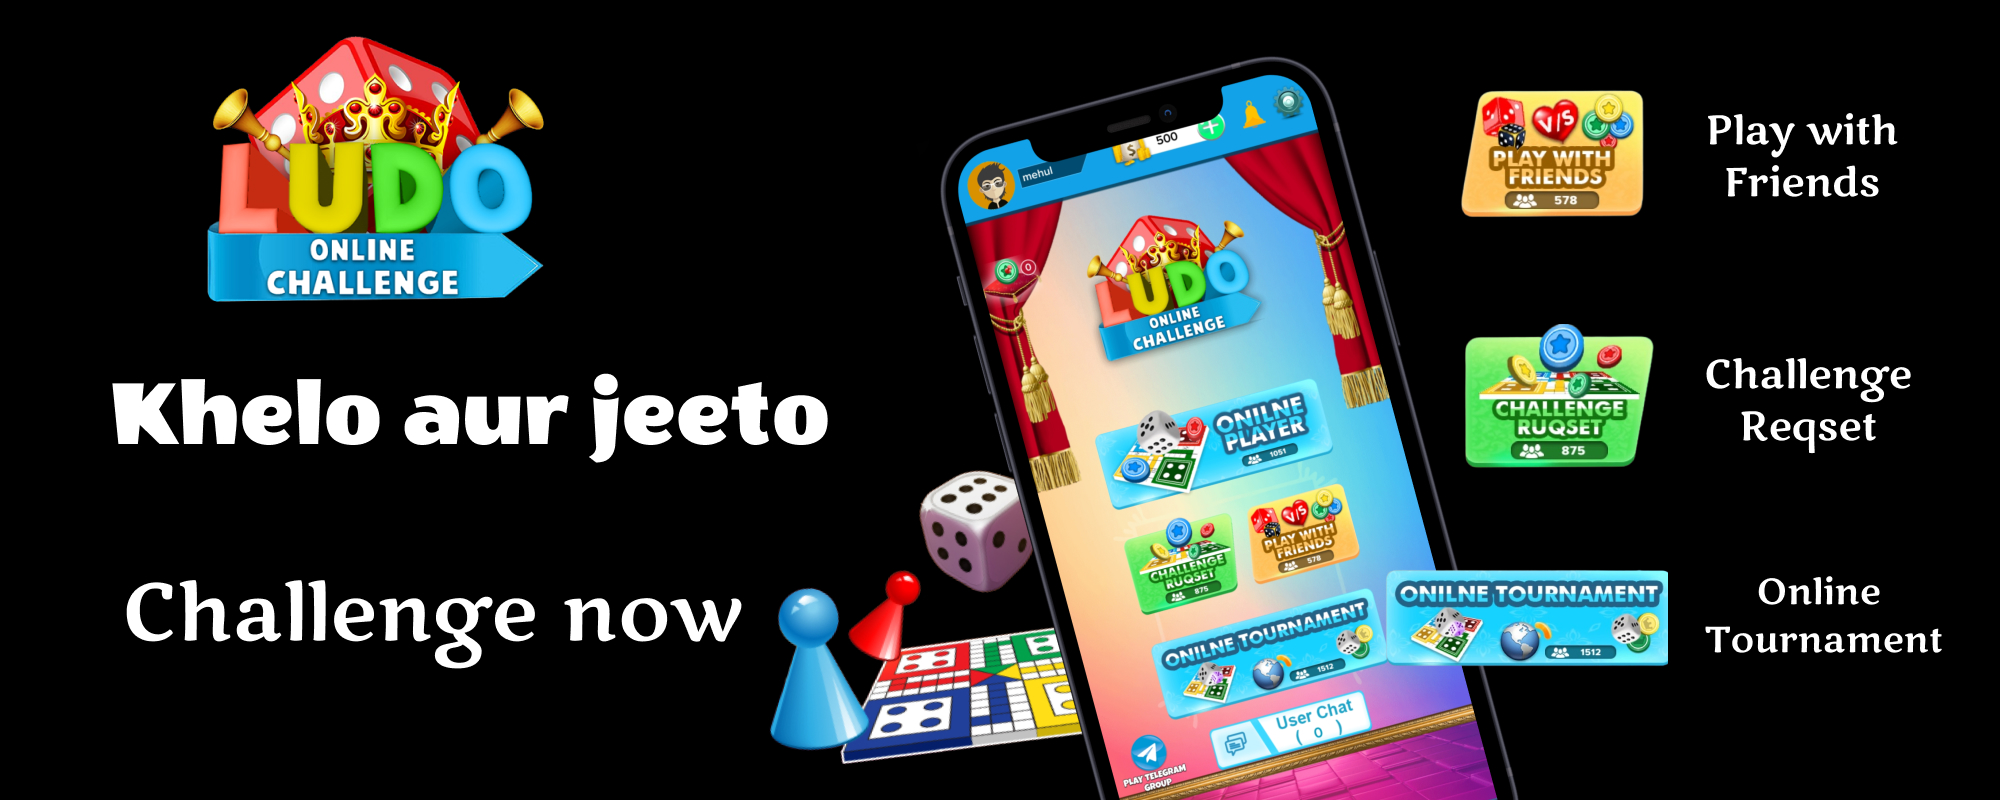 LUDO
ONLINE
CHALLENGE
Khelo aur jeeto
Challenge now
mehul
500
0
LUDO
ONLINE
CHALLENGE
ONILNE
PLAYER
1051
CHALLENGE
RUQSET
875
V/S
PLAY WITH
FRIENDS
578
ONILNE TOURNAMENT
1512
User Chat
( 0 )
PLAY TELEGRAM
GROUP
V/S
PLAY WITH
FRIENDS
578
Play with
Friends
CHALLENGE
RUQSET
875
Challenge
Reqset
ONILNE TOURNAMENT
1512
Online
Tournament